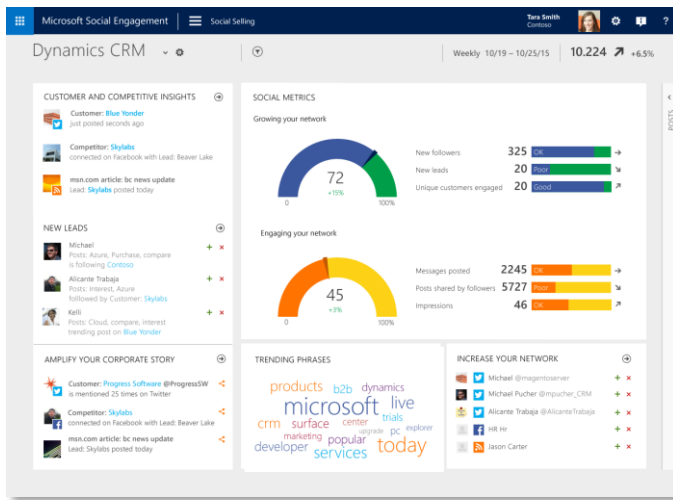 Microsoft Social Engagement
Social Selling
Tara Smith
Contoso
?
Dynamics CRM
Weekly 10/19 – 10/25/15
10.224
+6.5%
POSTS
CUSTOMER AND COMPETITIVE INSIGHTS
Customer: Blue Yonder
just posted seconds ago
Competitor: Skylabs
connected on Facebook with Lead: Beaver Lake
msn.com article: bc news update
Lead: Skylabs posted today
NEW LEADS
Michael
Posts: Azure, Purchase, compare
is following Contoso
Alicante Trabaja
Posts: Interest, Azure
followed by Customer: Skylabs
Kelli
Posts: Cloud, compare, interest
trending post on Blue Yonder
AMPLIFY YOUR CORPORATE STORY
Customer: Progress Software @ProgressSW
is mentioned 25 times on Twitter
Competitor: Skylabs
connected on Facebook with Lead: Beaver Lake
msn.com article: bc news update
Lead: Skylabs posted today
SOCIAL METRICS
Growing your network
72
+15%
0
100%
New followers 325 OK
New leads 20 Poor
Unique customers engaged 20 Good
Engaging your network
45
+3%
0
100%
Messages posted 2245 OK
Posts shared by followers 5727 Poor
Impressions 46 OK
TRENDING PHRASES
products b2b dynamics
microsoft live
crm surface center trials
upgrade pc explorer
marketing popular today
developer services
INCREASE YOUR NETWORK
Michael @magentoserver
Michael Pucher @mpucher_CRM
Alicante Trabaja @AlicanteTrabaja
HR Hr
Jason Carter